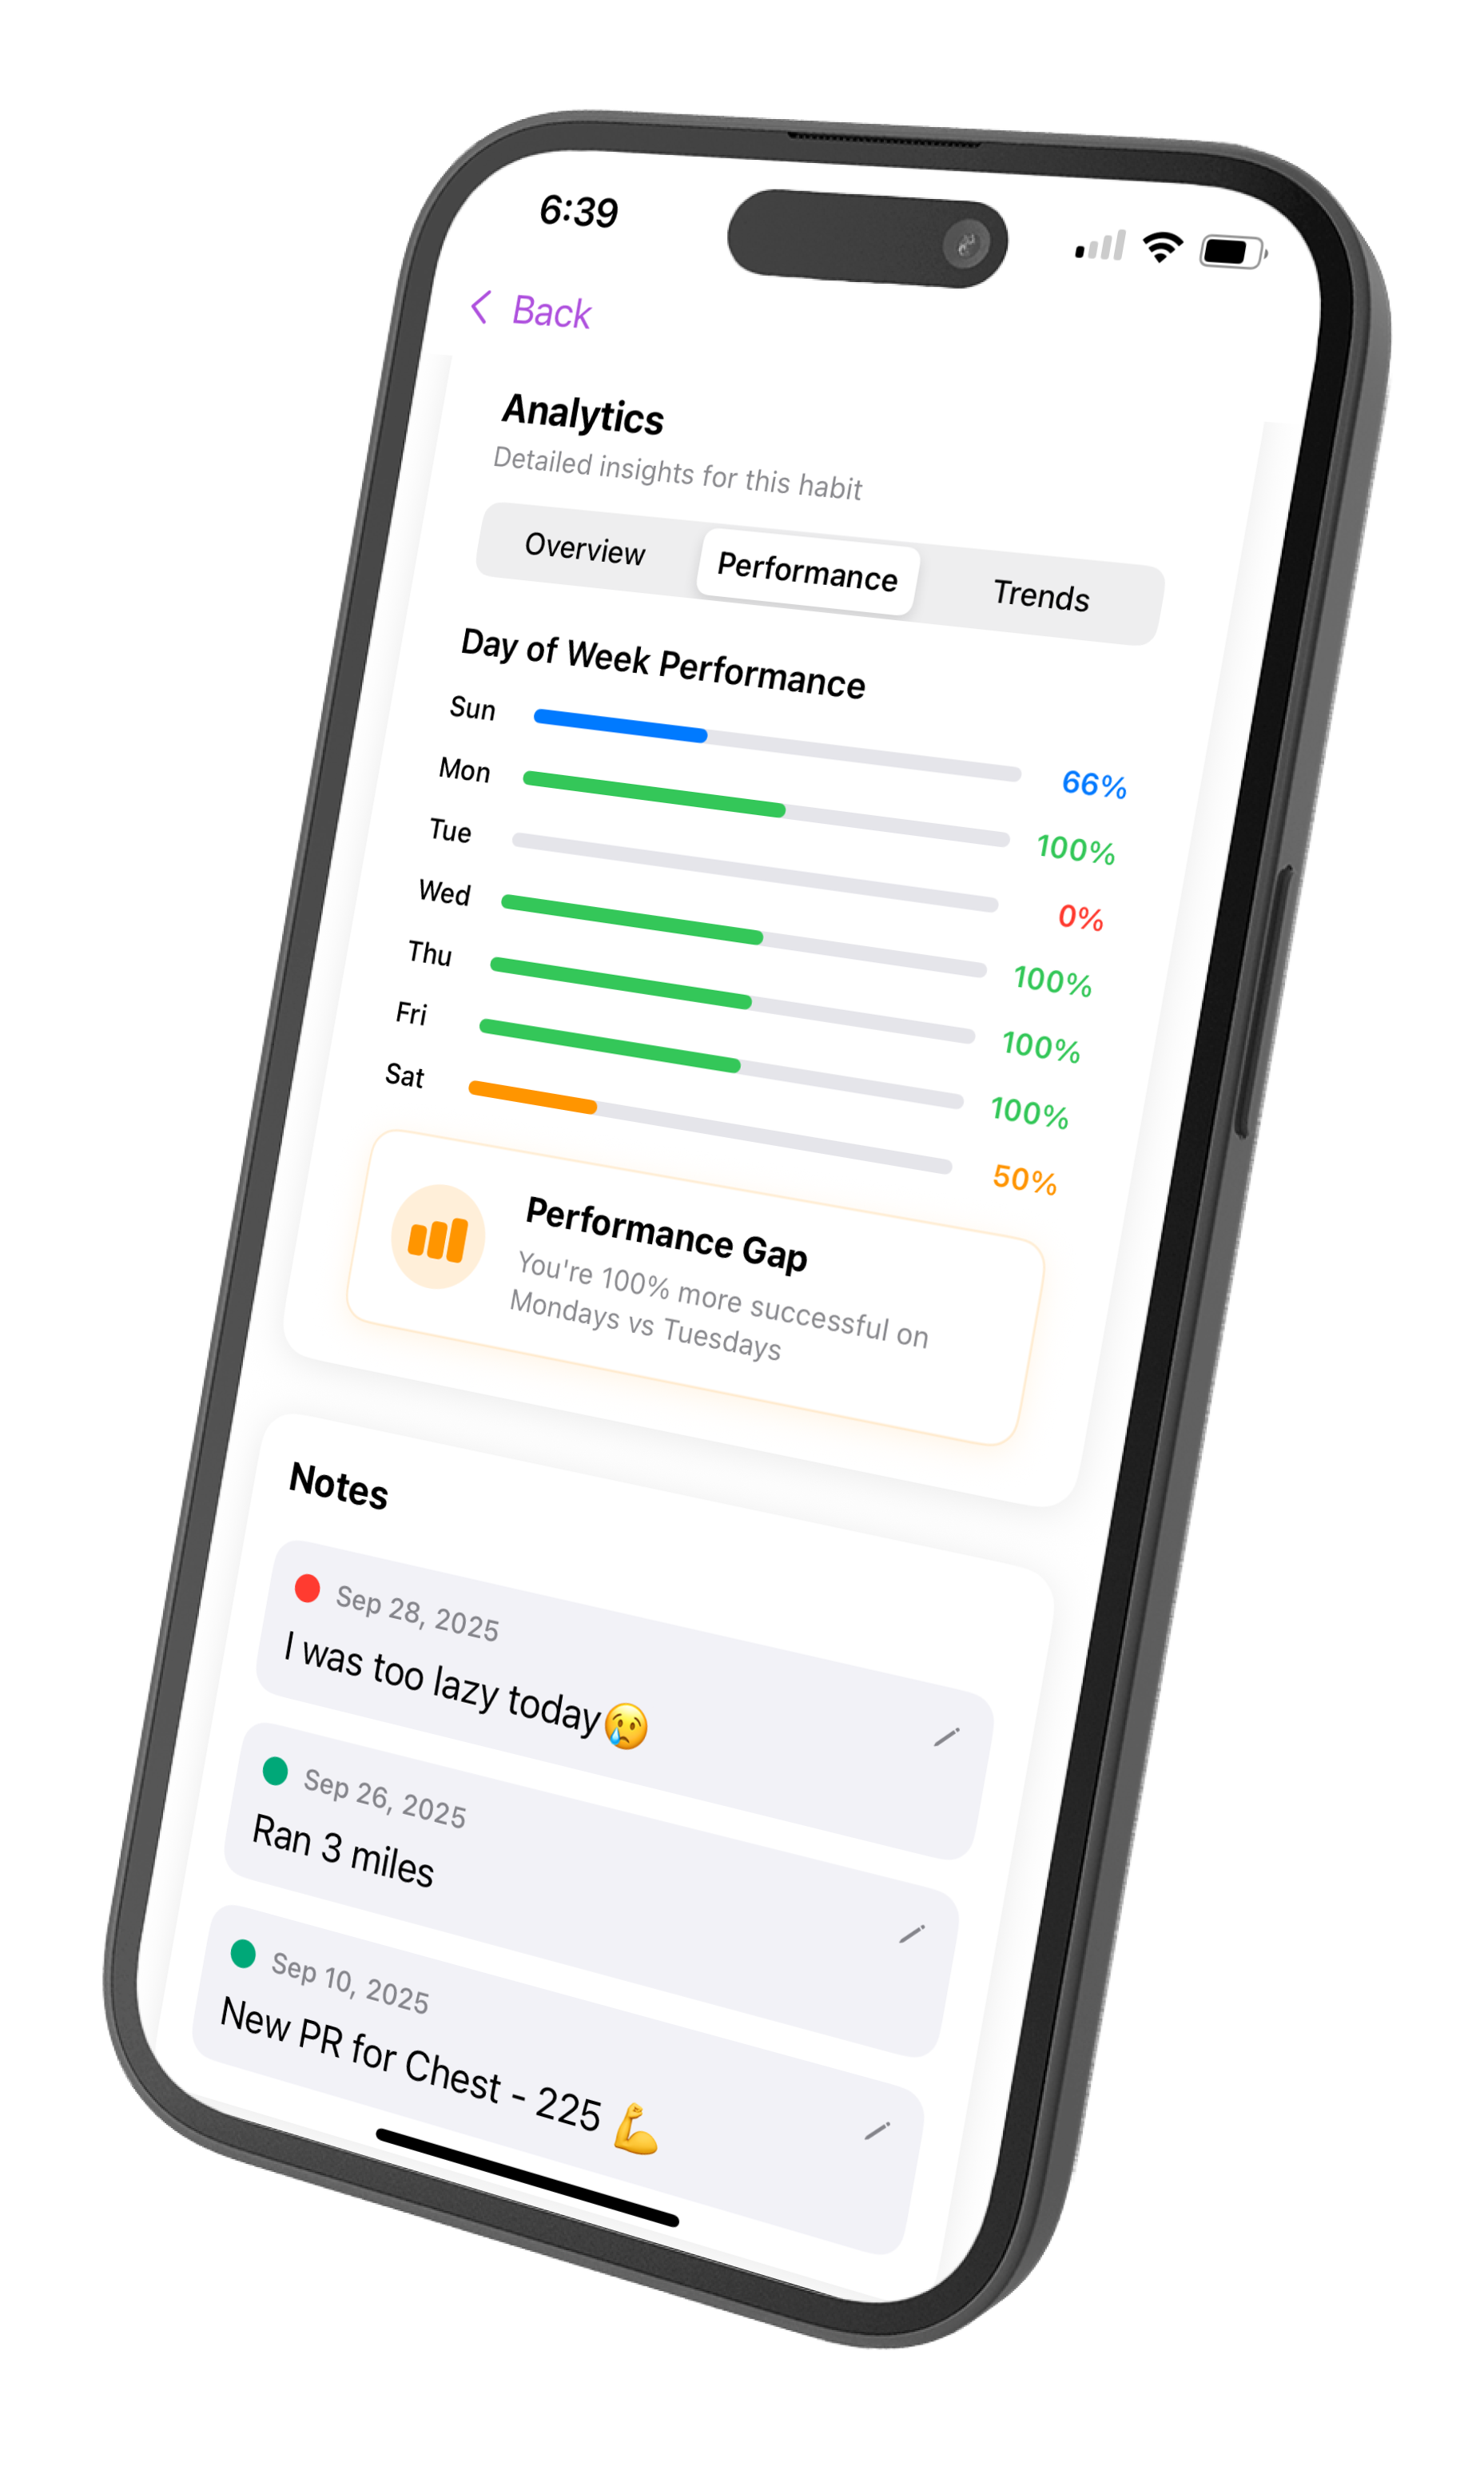 6:39
Back
Analytics
Detailed insights for this habit
Overview Performance Trends
Day of Week Performance
Sun 66%
Mon 100%
Tue 0%
Wed 100%
Thu 100%
Fri 100%
Sat 50%
Performance Gap
You're 100% more successful on
Mondays vs Tuesdays
Notes
Sep 28, 2025
I was too lazy today😢
Sep 26, 2025
Ran 3 miles
Sep 10, 2025
New PR for Chest - 225 💪